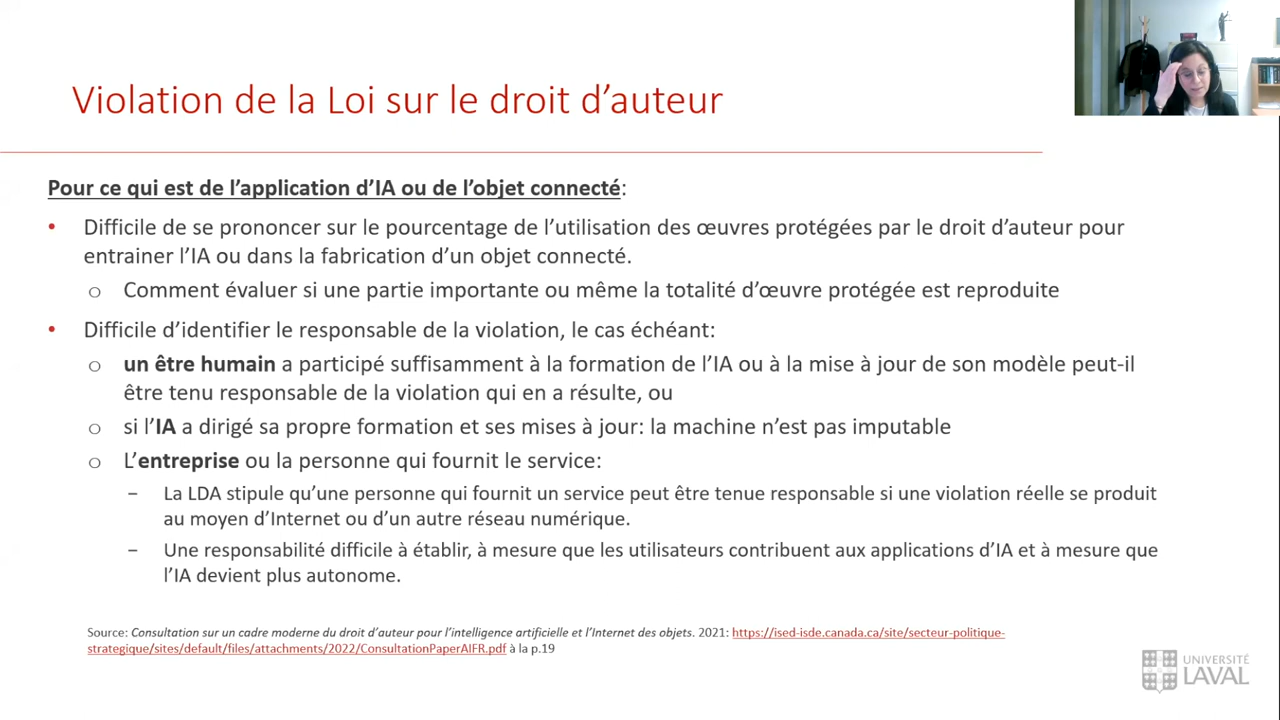 Violation de la Loi sur le droit d’auteur
Pour ce qui est de l’application d’IA ou de l’objet connecté:
• Difficile de se prononcer sur le pourcentage de l’utilisation des œuvres protégées par le droit d’auteur pour
entrainer l’IA ou dans la fabrication d’un objet connecté.
o Comment évaluer si une partie importante ou même la totalité d’œuvre protégée est reproduite
• Difficile d’identifier le responsable de la violation, le cas échéant:
o un être humain a participé suffisamment à la formation de l’IA ou à la mise à jour de son modèle peut-il
être tenu responsable de la violation qui en a résulte, ou
o si l’IA a dirigé sa propre formation et ses mises à jour: la machine n’est pas imputable
o L’entreprise ou la personne qui fournit le service:
− La LDA stipule qu’une personne qui fournit un service peut être tenue responsable si une violation réelle se produit
au moyen d’Internet ou d’un autre réseau numérique.
− Une responsabilité difficile à établir, à mesure que les utilisateurs contribuent aux applications d’IA et à mesure que
l’IA devient plus autonome.
Source: Consultation sur un cadre moderne du droit d’auteur pour l’intelligence artificielle et l’Internet des objets. 2021: https://ised-isde.canada.ca/site/secteur-politique-
strategique/sites/default/files/attachments/2022/ConsultationPaperAIFR.pdf à la p.19
UNIVERSITÉ
LAVAL